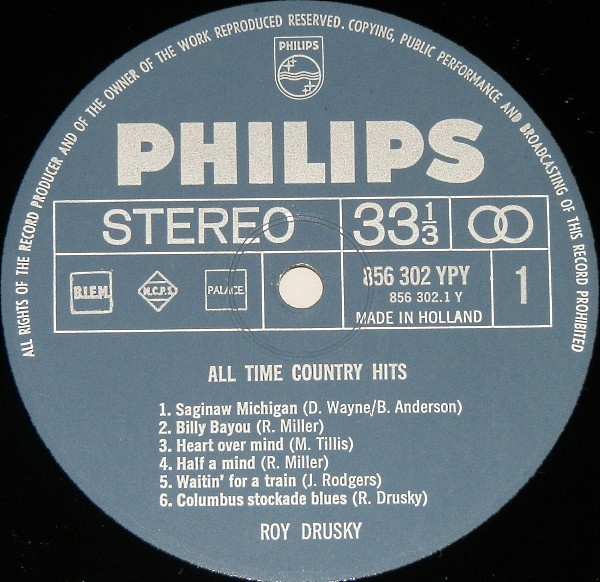 ALL RIGHTS OF THE RECORD PRODUCER AND OF THE OWNER OF THE WORK REPRODUCED RESERVED. COPYING, PUBLIC PERFORMANCE AND BROADCASTING OF THIS RECORD PROHIBITED
PHILIPS
PHILIPS
STEREO 33 1/3
B.I.E.M. M.C.P.S. PALACE 856 302 YPY 1
856 302.1 Y
MADE IN HOLLAND
ALL TIME COUNTRY HITS
1. Saginaw Michigan (D. Wayne/B. Anderson)
2. Billy Bayou (R. Miller)
3. Heart over mind (M. Tillis)
4. Half a mind (R. Miller)
5. Waitin' for a train (J. Rodgers)
6. Columbus stockade blues (R. Drusky)
ROY DRUSKY